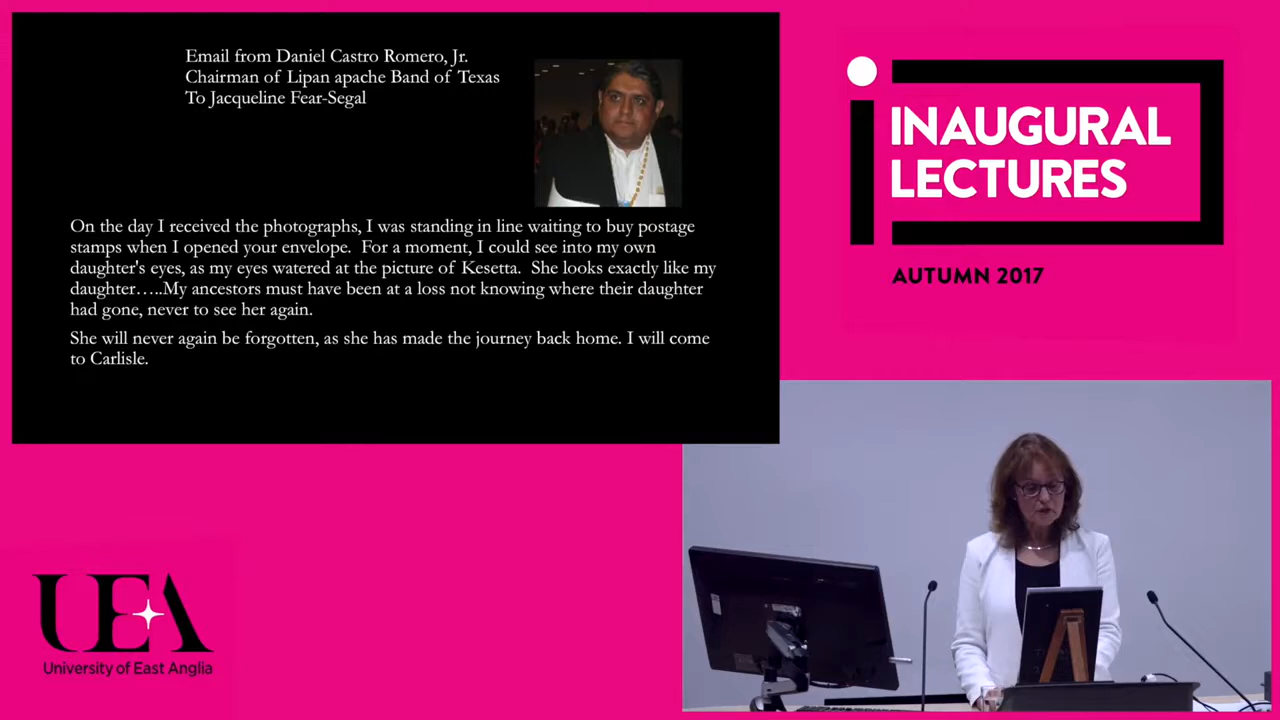 Email from Daniel Castro Romero, Jr.
Chairman of Lipan apache Band of Texas
To Jacqueline Fear-Segal
On the day I received the photographs, I was standing in line waiting to buy postage
stamps when I opened your envelope.  For a moment, I could see into my own
daughter's eyes, as my eyes watered at the picture of Kesetta.  She looks exactly like my
daughter…..My ancestors must have been at a loss not knowing where their daughter
had gone, never to see her again.
She will never again be forgotten, as she has made the journey back home. I will come
to Carlisle.
INAUGURAL
LECTURES
AUTUMN 2017
UEA
University of East Anglia